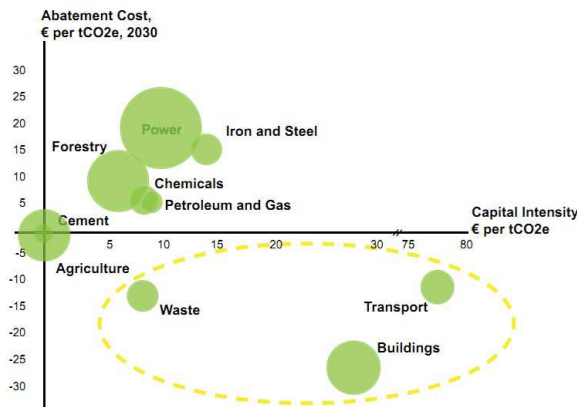 Abatement Cost,
€ per tCO2e, 2030
30
25
20
15
10
5
-5
-10
-15
-20
-25
-30
Power
Iron and Steel
Forestry
Chemicals
Petroleum and Gas
Cement
Capital Intensity
€ per tCO2e
5 10 15 20 30 75 80
Agriculture
Waste
Transport
Buildings